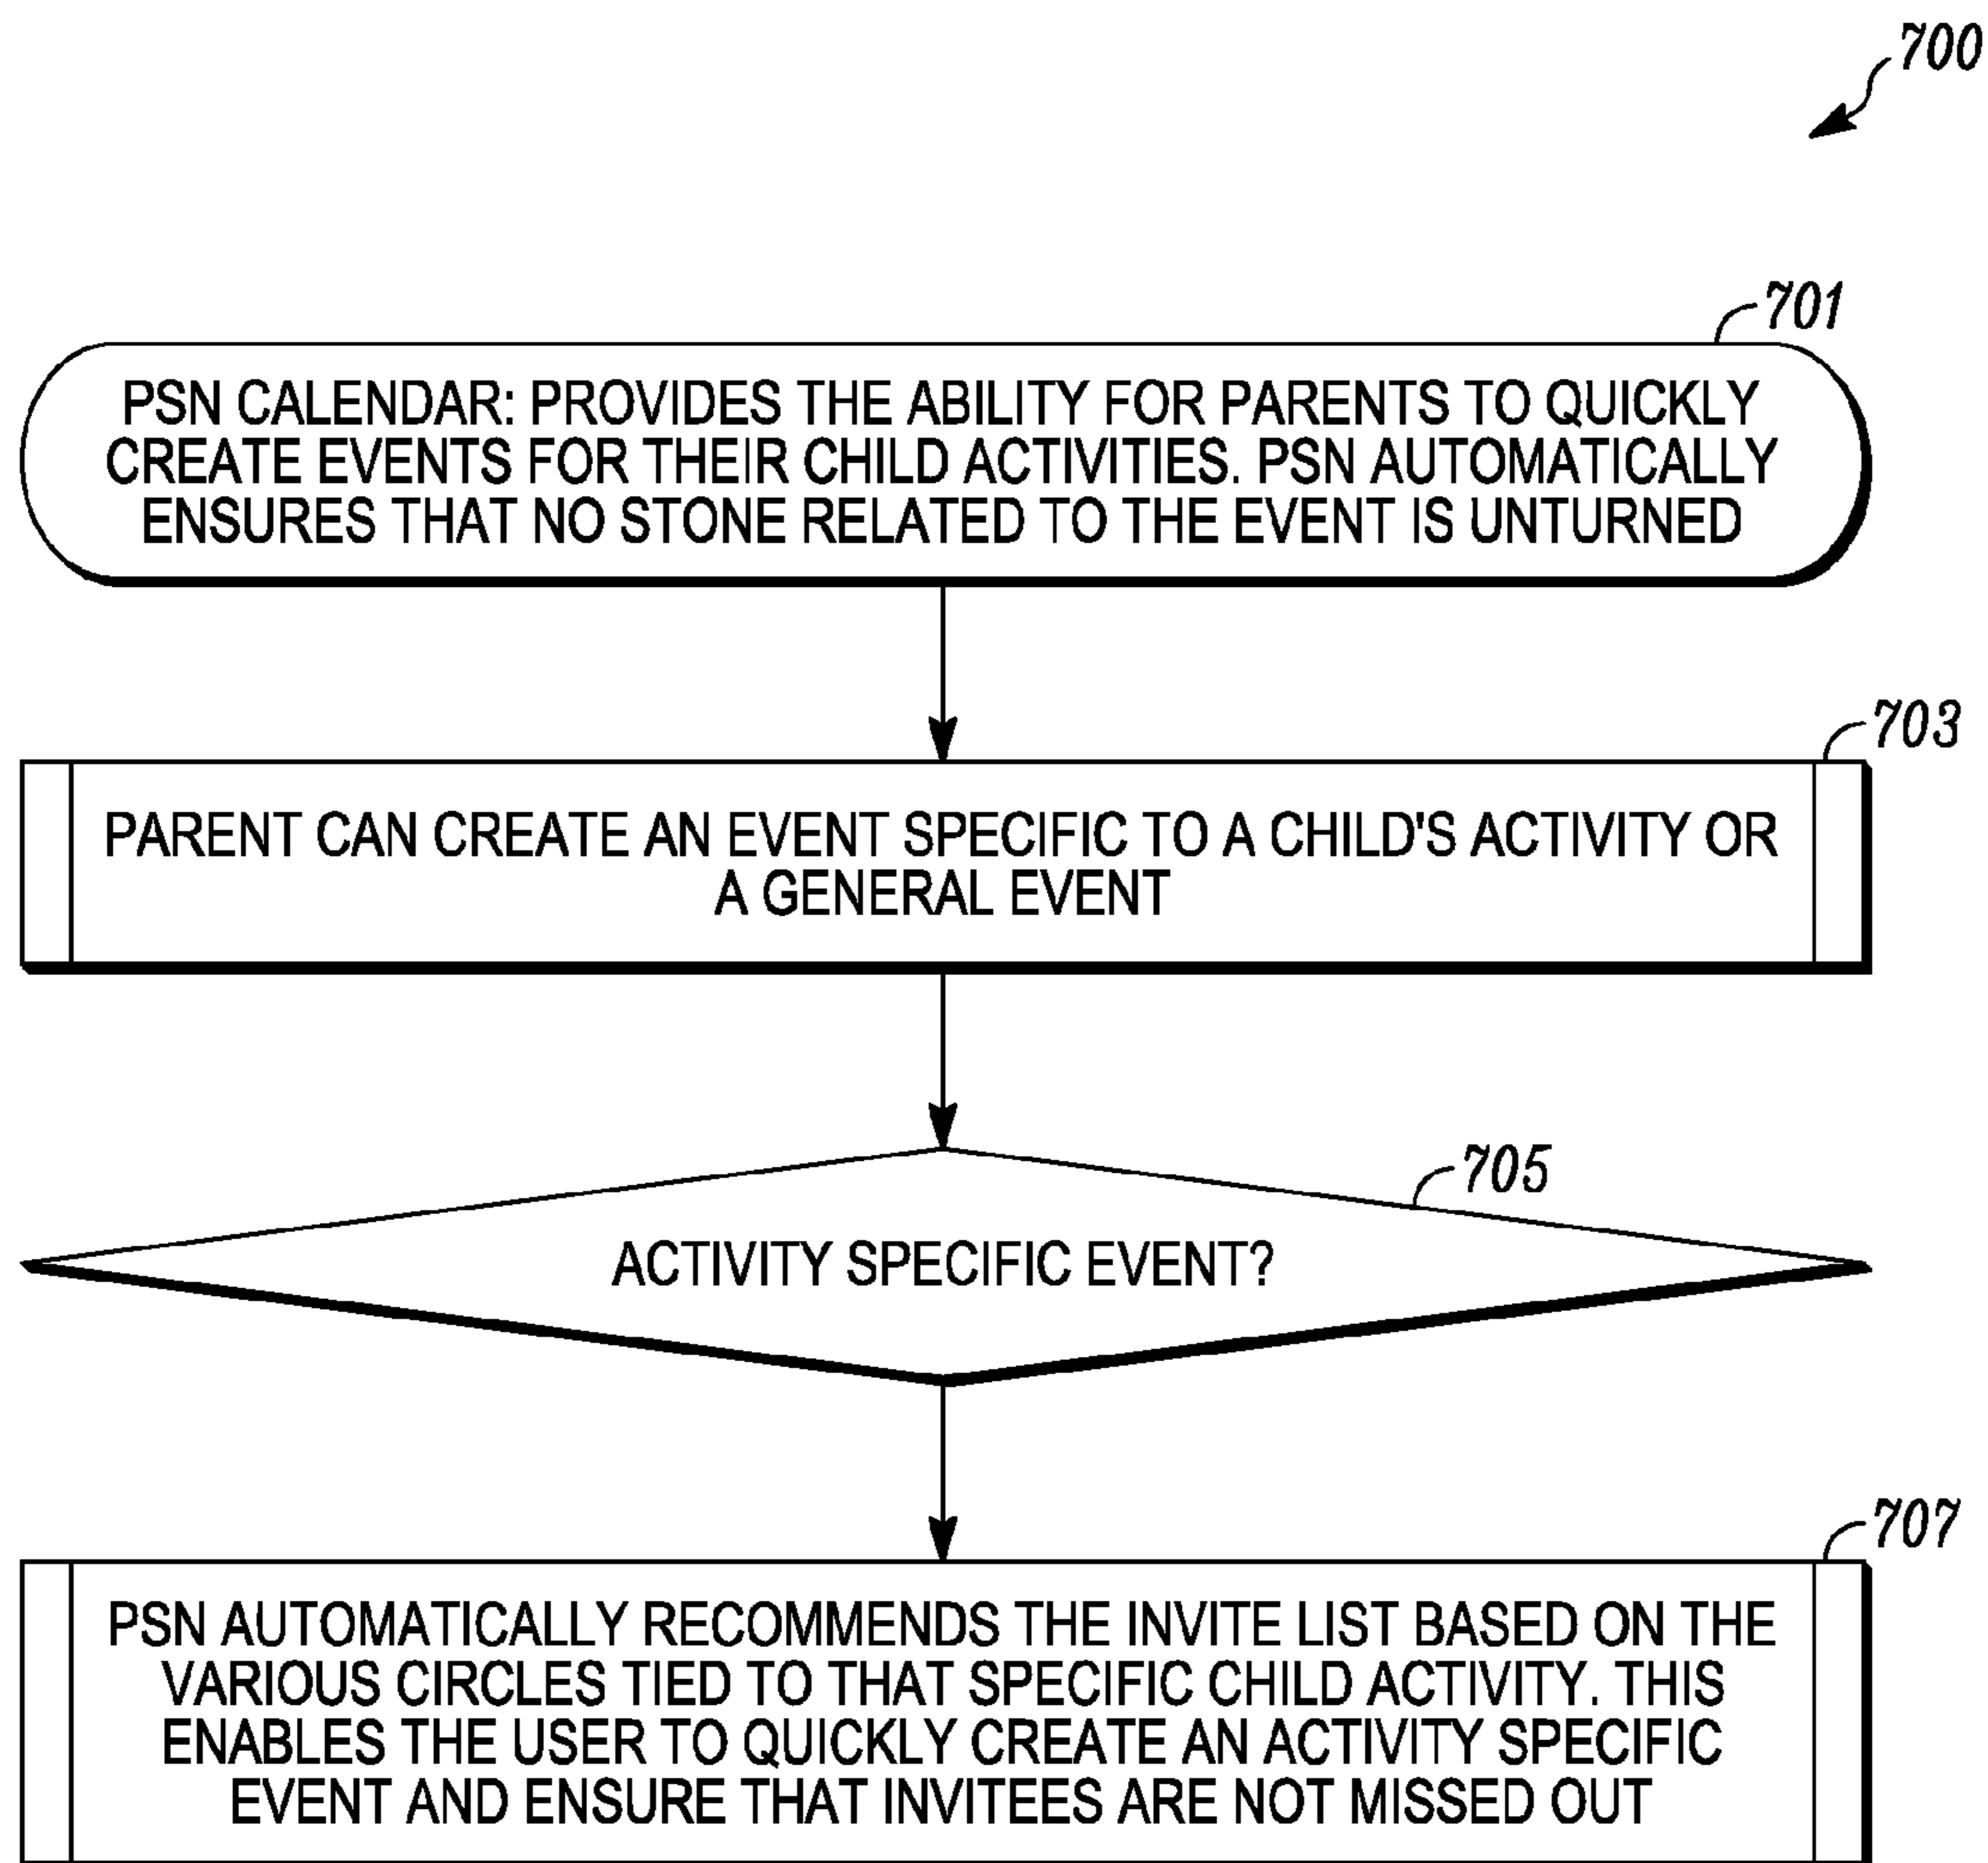 700
701
PSN CALENDAR: PROVIDES THE ABILITY FOR PARENTS TO QUICKLY
CREATE EVENTS FOR THEIR CHILD ACTIVITIES. PSN AUTOMATICALLY
ENSURES THAT NO STONE RELATED TO THE EVENT IS UNTURNED
703
PARENT CAN CREATE AN EVENT SPECIFIC TO A CHILD'S ACTIVITY OR
A GENERAL EVENT
705
ACTIVITY SPECIFIC EVENT?
707
PSN AUTOMATICALLY RECOMMENDS THE INVITE LIST BASED ON THE
VARIOUS CIRCLES TIED TO THAT SPECIFIC CHILD ACTIVITY. THIS
ENABLES THE USER TO QUICKLY CREATE AN ACTIVITY SPECIFIC
EVENT AND ENSURE THAT INVITEES ARE NOT MISSED OUT